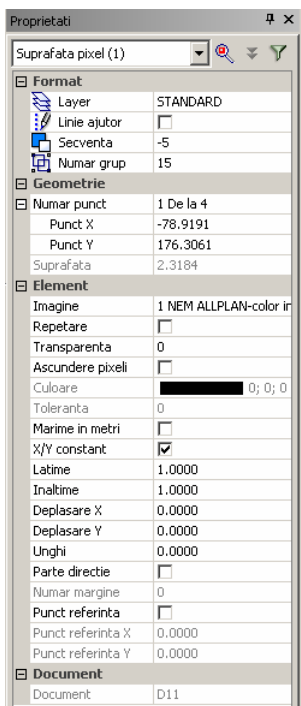 Proprietati
Suprafata pixel (1)
Format
Layer STANDARD
Linie ajutor
Secventa -5
Numar grup 15
Geometrie
Numar punct 1 De la 4
Punct X -78.9191
Punct Y 176.3061
Suprafata 2.3184
Element
Imagine 1 NEM ALLPLAN-color in
Repetare
Transparenta 0
Ascundere pixeli
Culoare 0; 0; 0
Toleranta 0
Marime in metri
X/Y constant
Latime 1.0000
Inaltime 1.0000
Deplasare X 0.0000
Deplasare Y 0.0000
Unghi 0.0000
Parte directie
Numar margine 0
Punct referinta
Punct referinta X 0.0000
Punct referinta Y 0.0000
Document
Document D11